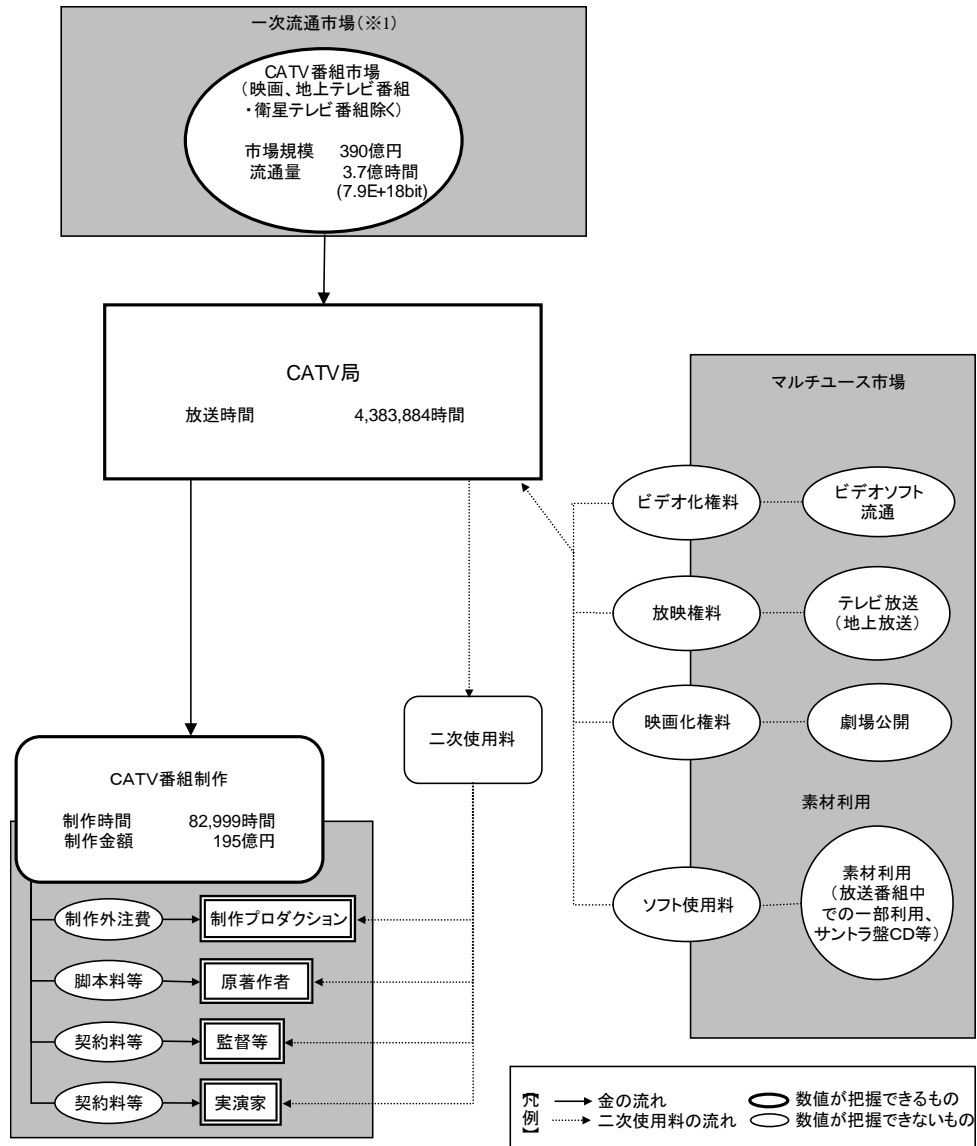 一次流通市場(※1)
CATV番組市場
(映画、地上テレビ番組
・衛星テレビ番組除く)
市場規模 390億円
流通量 3.7億時間
(7.9E+18bit)
CATV局
放送時間 4,383,884時間
マルチユース市場
ビデオ化権料
ビデオソフト
流通
放映権料
テレビ放送
(地上放送)
二次使用料
映画化権料
劇場公開
CATV番組制作
制作時間 82,999時間
制作金額 195億円
素材利用
ソフト使用料
素材利用
(放送番組中
での一部利用、
サントラ盤CD等)
制作外注費
制作プロダクション
脚本料等
原著作者
契約料等
監督等
契約料等
実演家
【凡例】
金の流れ
数値が把握できるもの
二次使用料の流れ
数値が把握できないもの